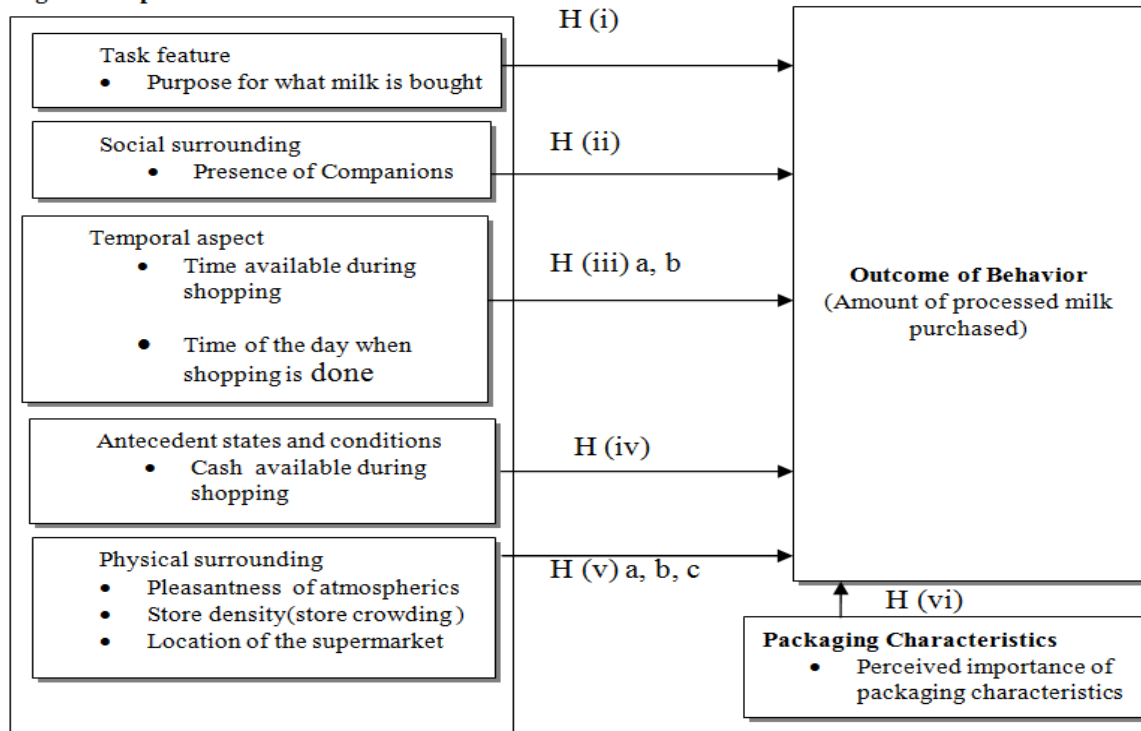 H (i)
Task feature
• Purpose for what milk is bought
H (ii)
Social surrounding
• Presence of Companions
Temporal aspect
• Time available during
shopping
• Time of the day when
shopping is done
H (iii) a, b
Outcome of Behavior
(Amount of processed milk
purchased)
Antecedent states and conditions
• Cash available during
shopping
H (iv)
Physical surrounding
• Pleasantness of atmospherics
• Store density(store crowding)
• Location of the supermarket
H (v) a, b, c
H (vi)
Packaging Characteristics
• Perceived importance of
packaging characteristics